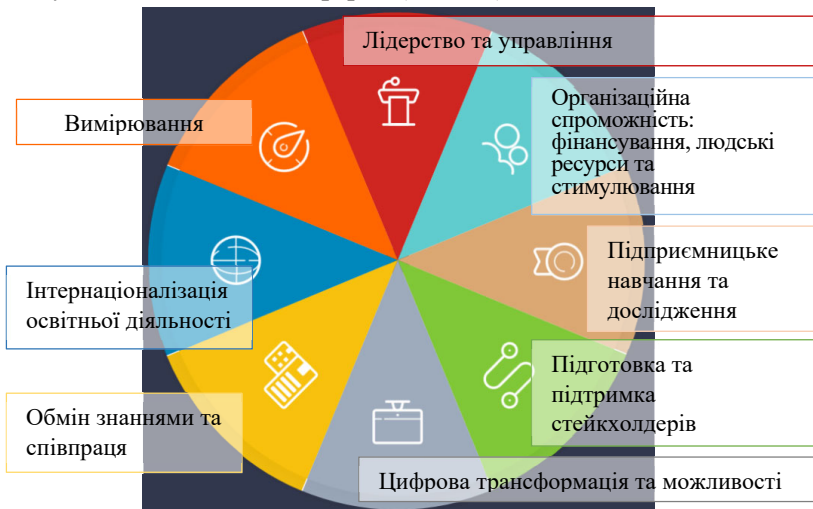 Лідерство та управління
Організаційна
спроможність:
фінансування, людські
ресурси та
стимулювання
Підприємницьке
навчання та
дослідження
Підготовка та
підтримка
стейкхолдерів
Цифрова трансформація та можливості
Обмін знаннями та
співпраця
Інтернаціоналізація
освітньої діяльності
Вимірювання